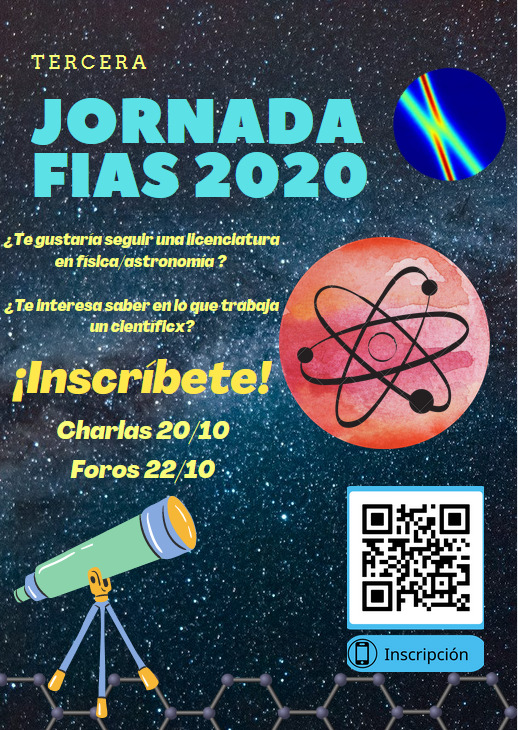 TERCERA
JORNADA
FIAS 2020
¿Te gustaría seguir una licenciatura
en física/astronomía ?
¿Te interesa saber en lo que trabaja
un científicx?
¡Inscríbete!
Charlas 20/10
Foros 22/10
Inscripción